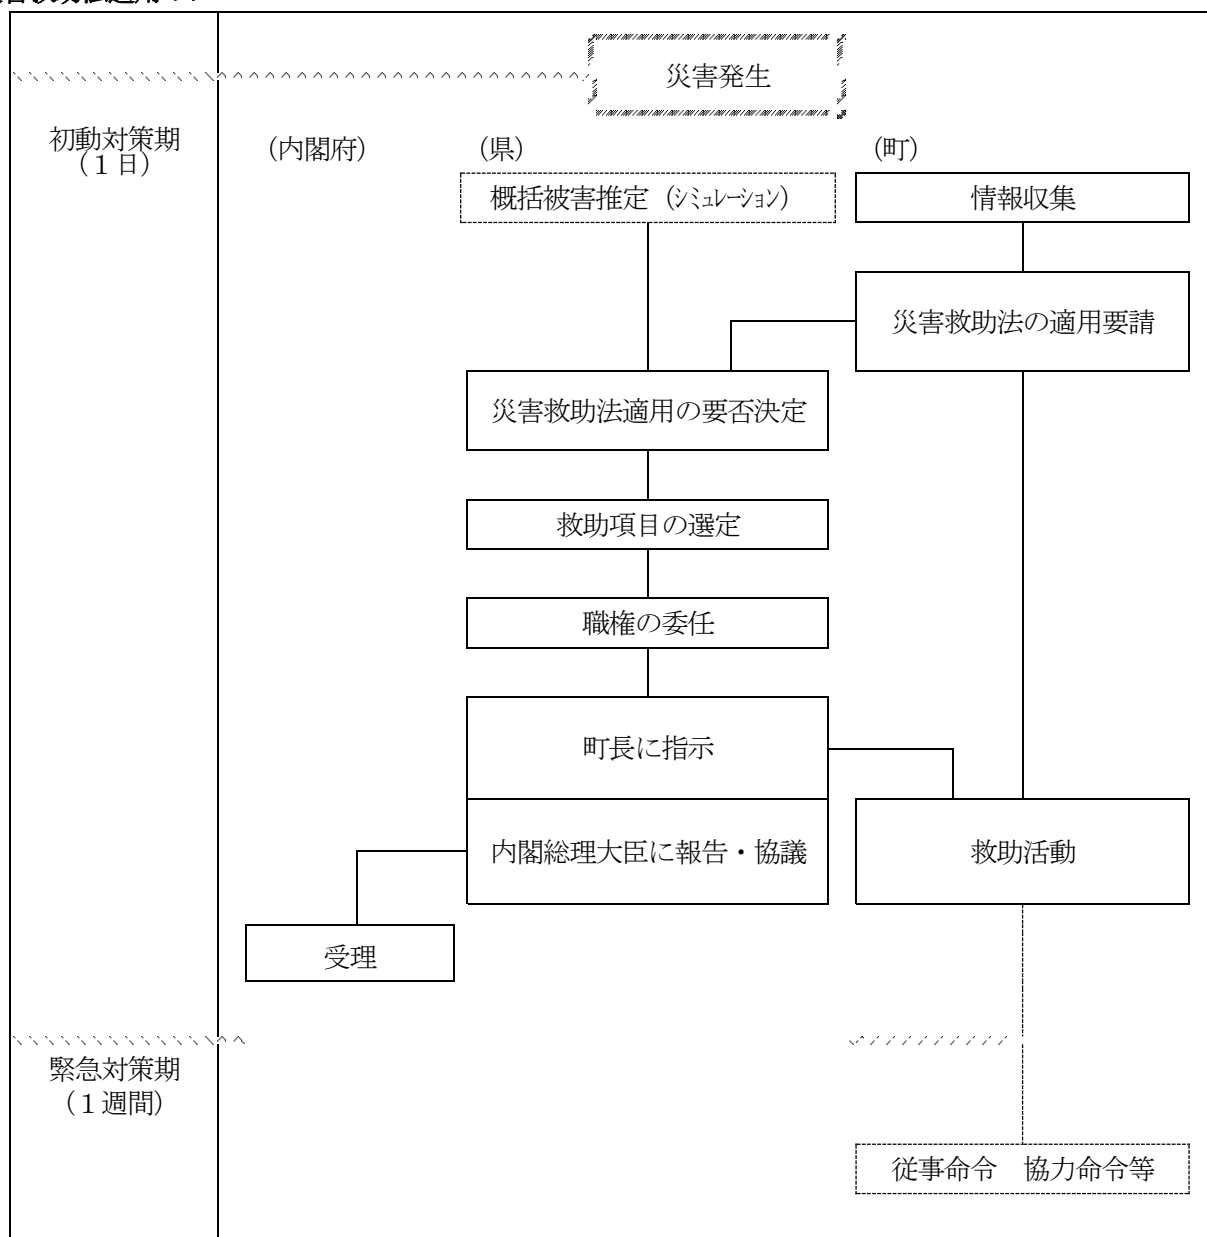 災害発生
初動対策期
（１日）
(内閣府)
(県)
(町)
概括被害推定（ｼﾐｭﾚｰｼｮﾝ）
情報収集
災害救助法の適用要請
災害救助法適用の要否決定
救助項目の選定
職権の委任
町長に指示
内閣総理大臣に報告・協議
救助活動
受理
緊急対策期
（１週間）
従事命令　協力命令等